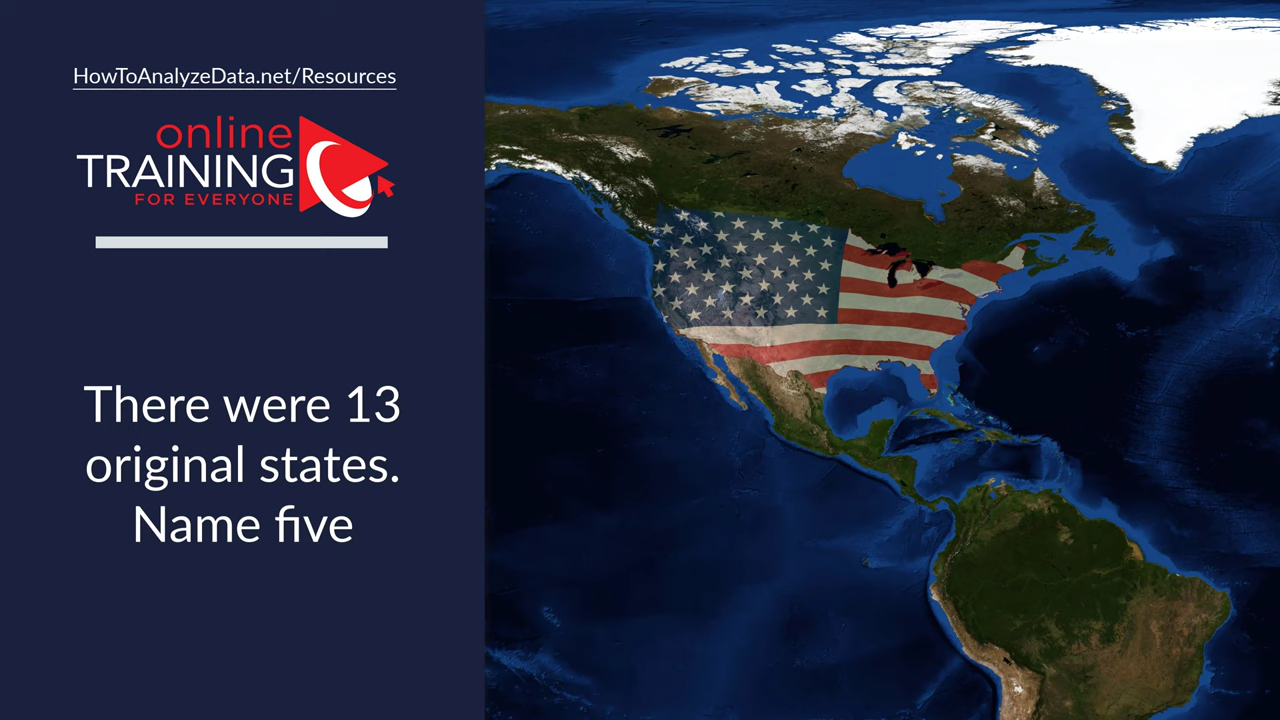 HowToAnalyzeData.net/Resources
online
TRAINING
FOR EVERYONE
There were 13
original states.
Name five